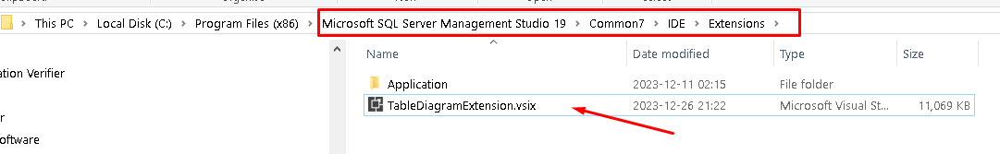 This PC > Local Disk (C:) > Program Files (x86) > Microsoft SQL Server Management Studio 19 > Common7 > IDE > Extensions >
Name Date modified Type Size
ation Verifier
Application 2023-12-11 02:15 File folder
TableDiagramExtension.vsix 2023-12-26 21:22 Microsoft Visual St... 11,069 KB
r
oftware